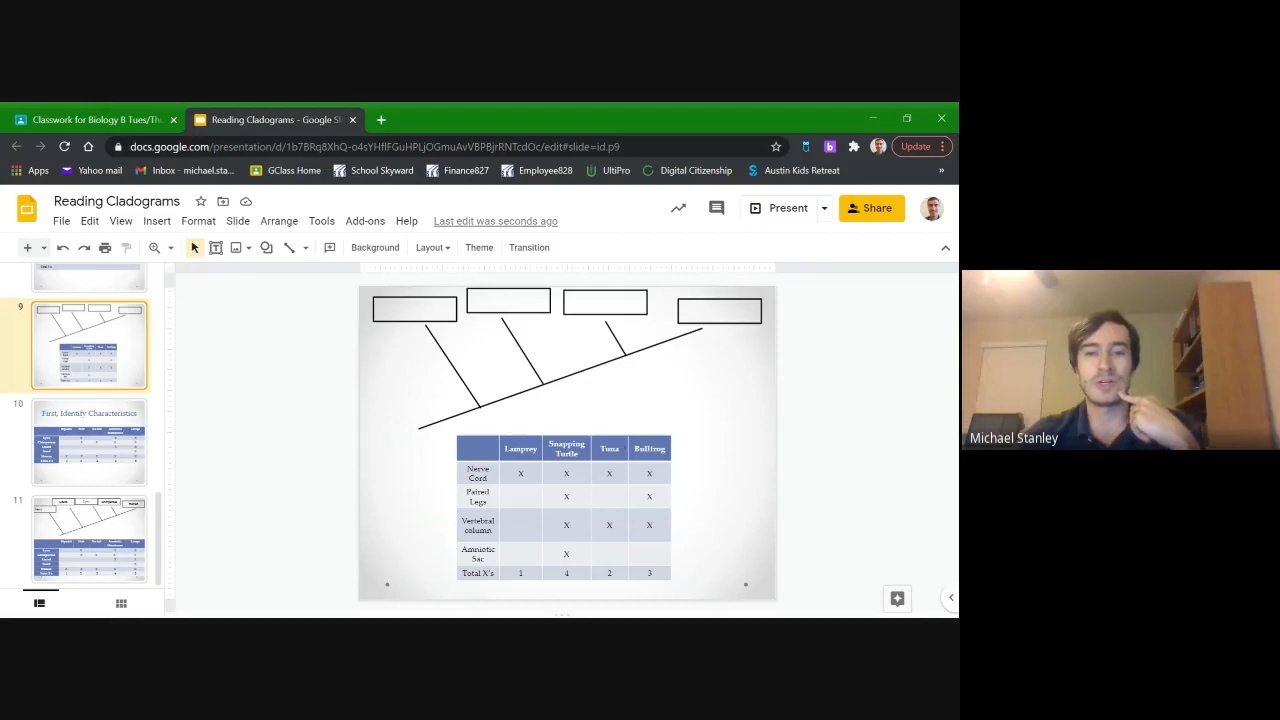 Classwork for Biology B Tues/Thu
Reading Cladograms - Google Sl
docs.google.com/presentation/d/1b7BRq8XhQ-o4sYHflFGuHPLjOGmuAvVBPBjrRNTcdOc/edit#slide=id.p9
Update
Apps Yahoo mail Inbox - michael.sta... GClass Home School Skyward Finance827 Employee828 UltiPro Digital Citizenship Austin Kids Retreat »
Reading Cladograms
File Edit View Insert Format Slide Arrange Tools Add-ons Help Last edit was seconds ago
Present
Share
Background Layout Theme Transition
9
10
First, Identify Characteristics
11
Lamprey Snapping Turtle Tuna Bullfrog
Nerve Cord X X X X
Paired Legs X X
Vertebral column X X X
Amniotic Sac X
Total X's 1 4 2 3
Michael Stanley